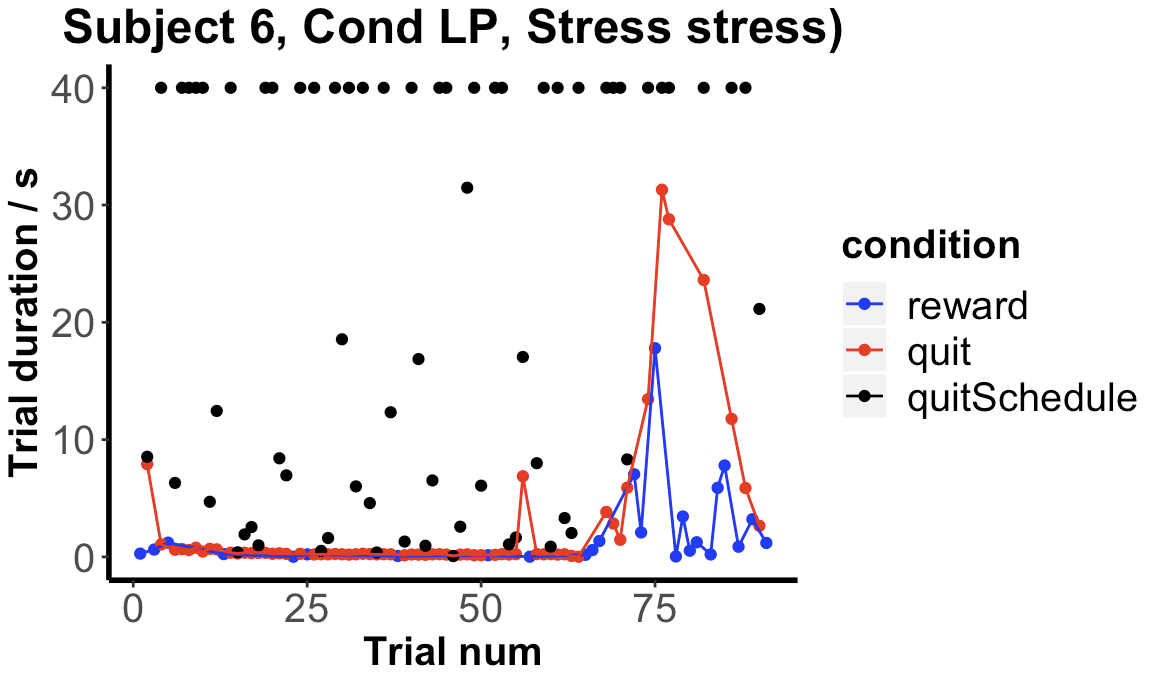 Subject 6, Cond LP, Stress stress)
Trial duration / s
40
30
20
10
0
0 25 50 75
Trial num
condition
reward
quit
quitSchedule